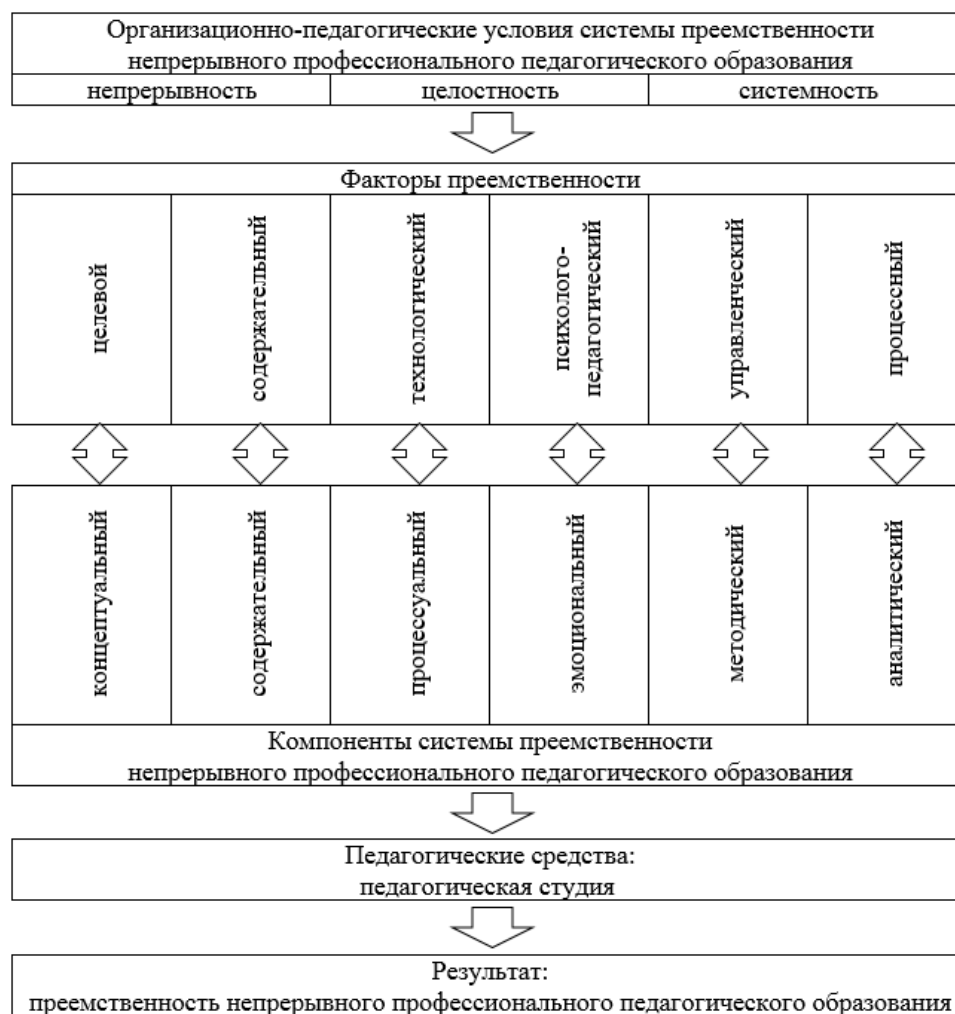 Организационно-педагогические условия системы преемственности
непрерывного профессионального педагогического образования
непрерывность
целостность
системность
Факторы преемственности
целевой
содержательный
технологический
психолого-
педагогический
управленческий
процессный
концептуальный
содержательный
процессуальный
эмоциональный
методический
аналитический
Компоненты системы преемственности
непрерывного профессионального педагогического образования
Педагогические средства:
педагогическая студия
Результат:
преемственность непрерывного профессионального педагогического образования